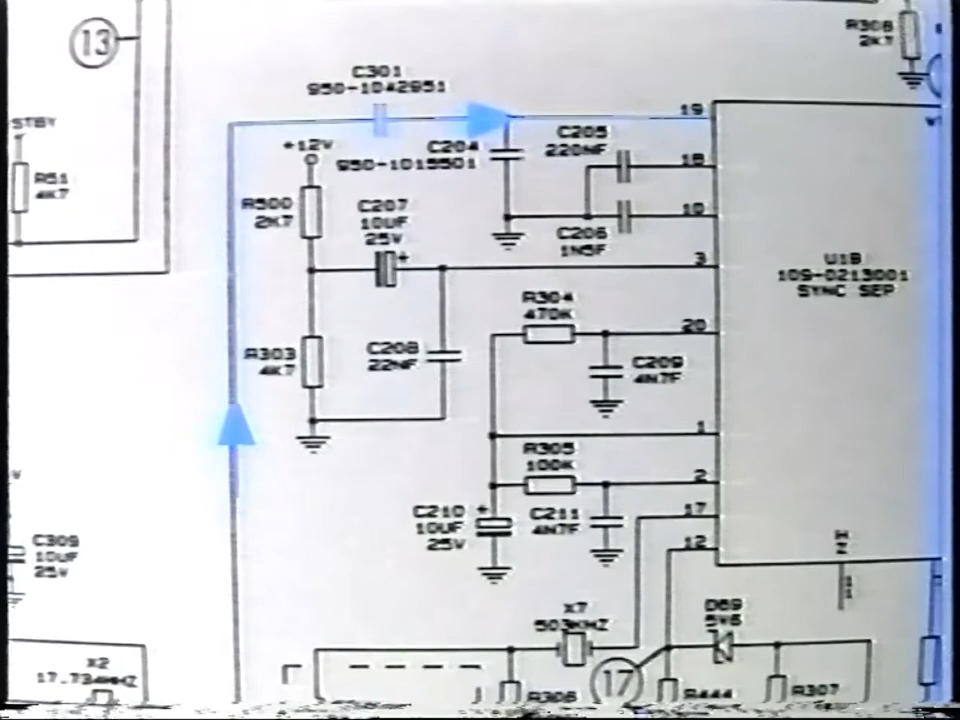 13
R308
2K7
C301
950-1042951
19
STBY
+12V
C204
950-1015501
C205
220NF
18
R51
4K7
R500
2K7
C207
10UF
25V
+
10
C206
1N5F
3
U18
109-0213001
SYNC SEP
R304
470K
20
R303
4K7
C208
22NF
C209
4N7F
1
R305
100K
2
C210
10UF
25V
+
C211
4N7F
17
12
C309
10UF
25V
H
Z
11
X7
503KHZ
D69
5V6
X2
17.734MHZ
R306
17
R444
R307